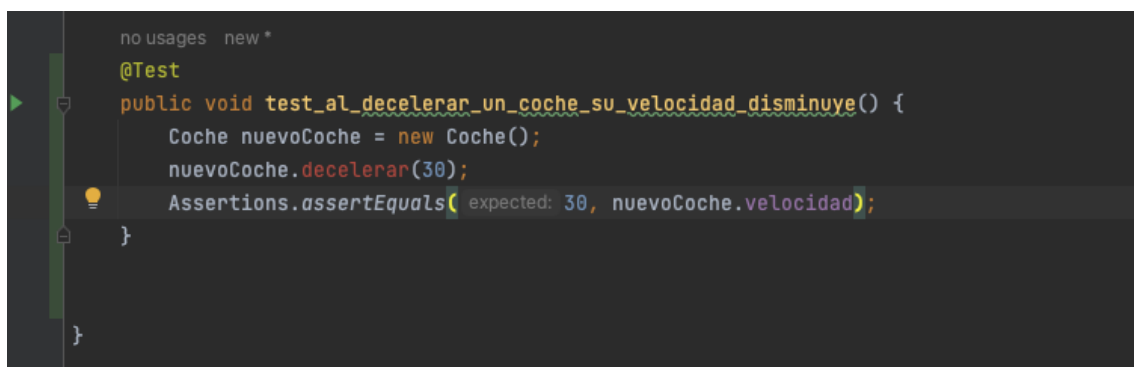 no usages new *
@Test
public void test_al_decelerar_un_coche_su_velocidad_disminuye() {
Coche nuevoCoche = new Coche();
nuevoCoche.decelerar(30);
Assertions.assertEquals( expected: 30, nuevoCoche.velocidad);
}
}